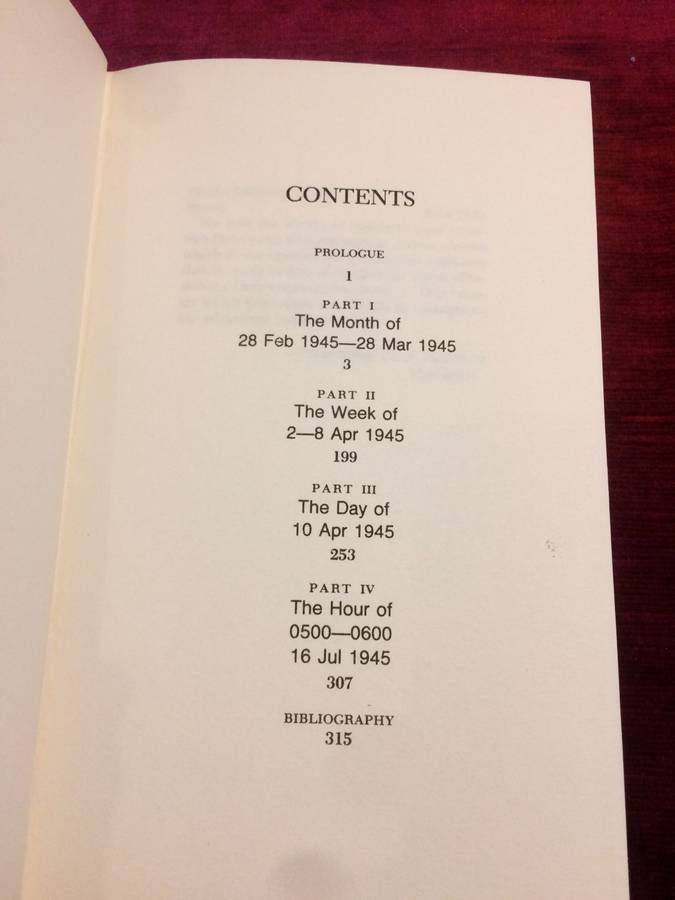 CONTENTS
PROLOGUE
1
PART I
The Month of
28 Feb 1945—28 Mar 1945
3
PART II
The Week of
2—8 Apr 1945
199
PART III
The Day of
10 Apr 1945
253
PART IV
The Hour of
0500—0600
16 Jul 1945
307
BIBLIOGRAPHY
315